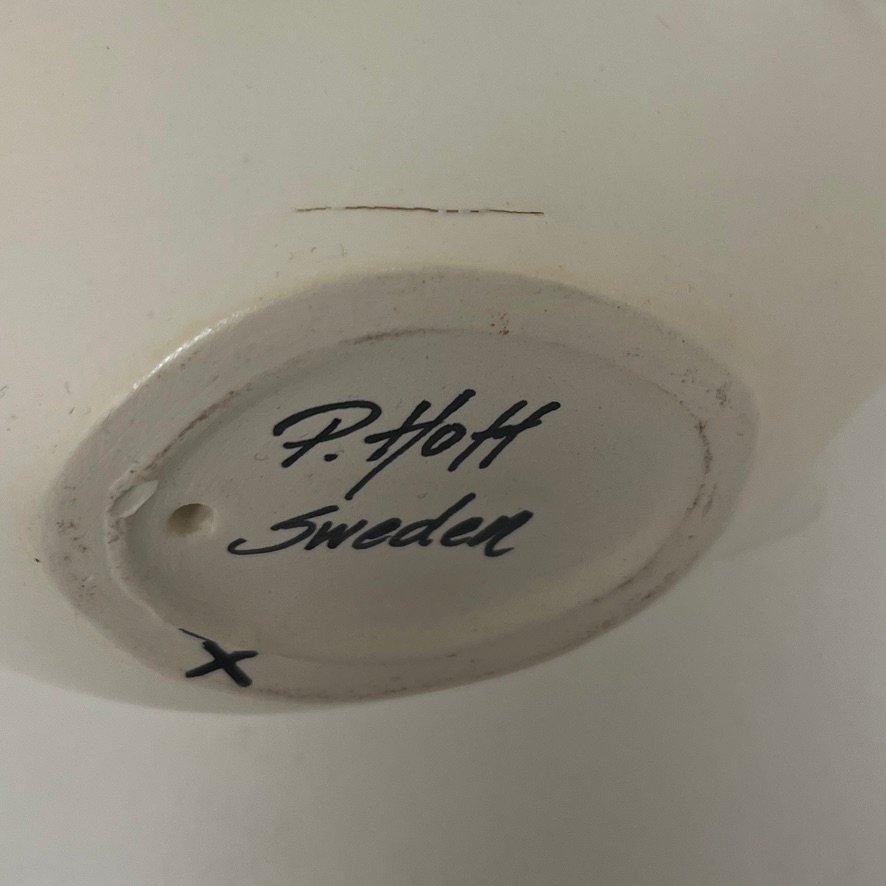 P. Hoff
Sweden
X